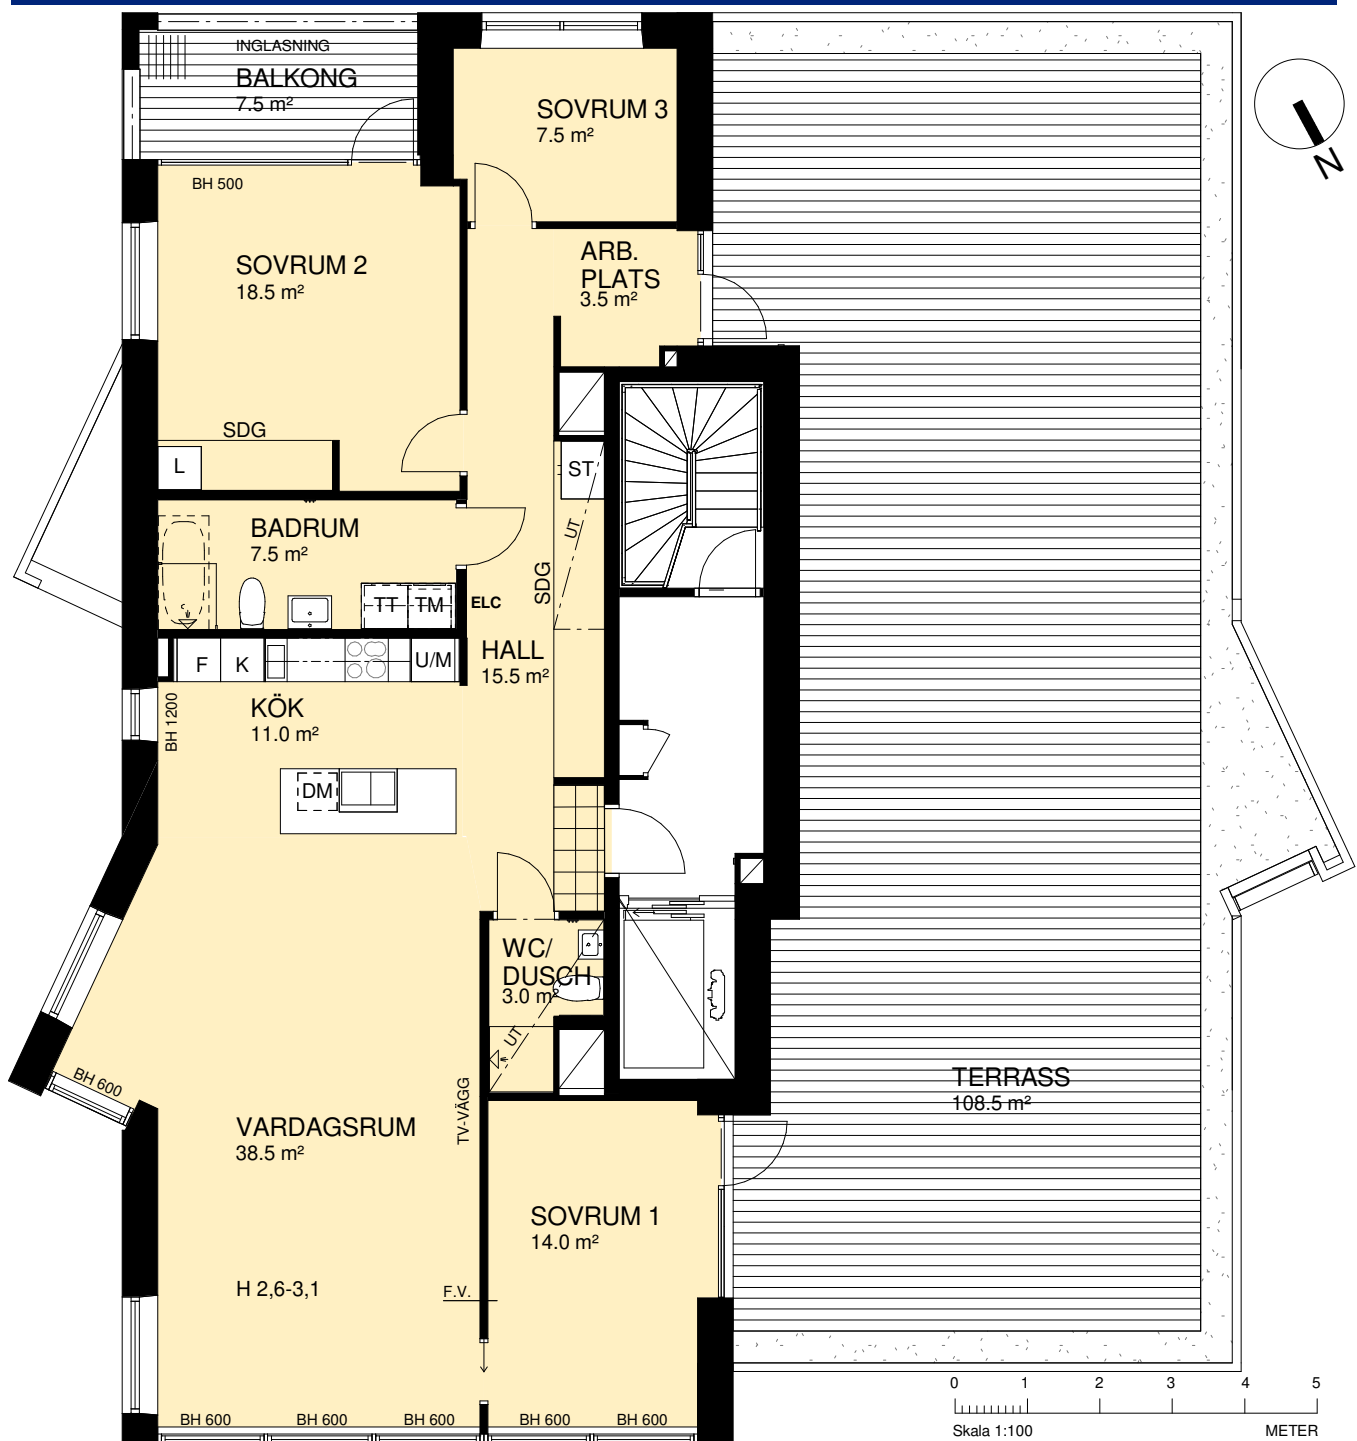 INGLASNING
BALKONG
7.5 m²
SOVRUM 3
7.5 m²
N
BH 500
SOVRUM 2
18.5 m²
ARB.
PLATS
3.5 m²
SDG
L
ST
UT
BADRUM
7.5 m²
SDG
TT
TM
ELC
F
K
U/M
HALL
15.5 m²
KÖK
11.0 m²
BH 1200
DM
WC/
DUSCH
3.0 m²
UT
BH 600
TV-VÄGG
TERRASS
108.5 m²
VARDAGSRUM
38.5 m²
SOVRUM 1
14.0 m²
H 2,6-3,1
F.V.
0 1 2 3 4 5
Skala 1:100 METER
BH 600 BH 600 BH 600 BH 600 BH 600